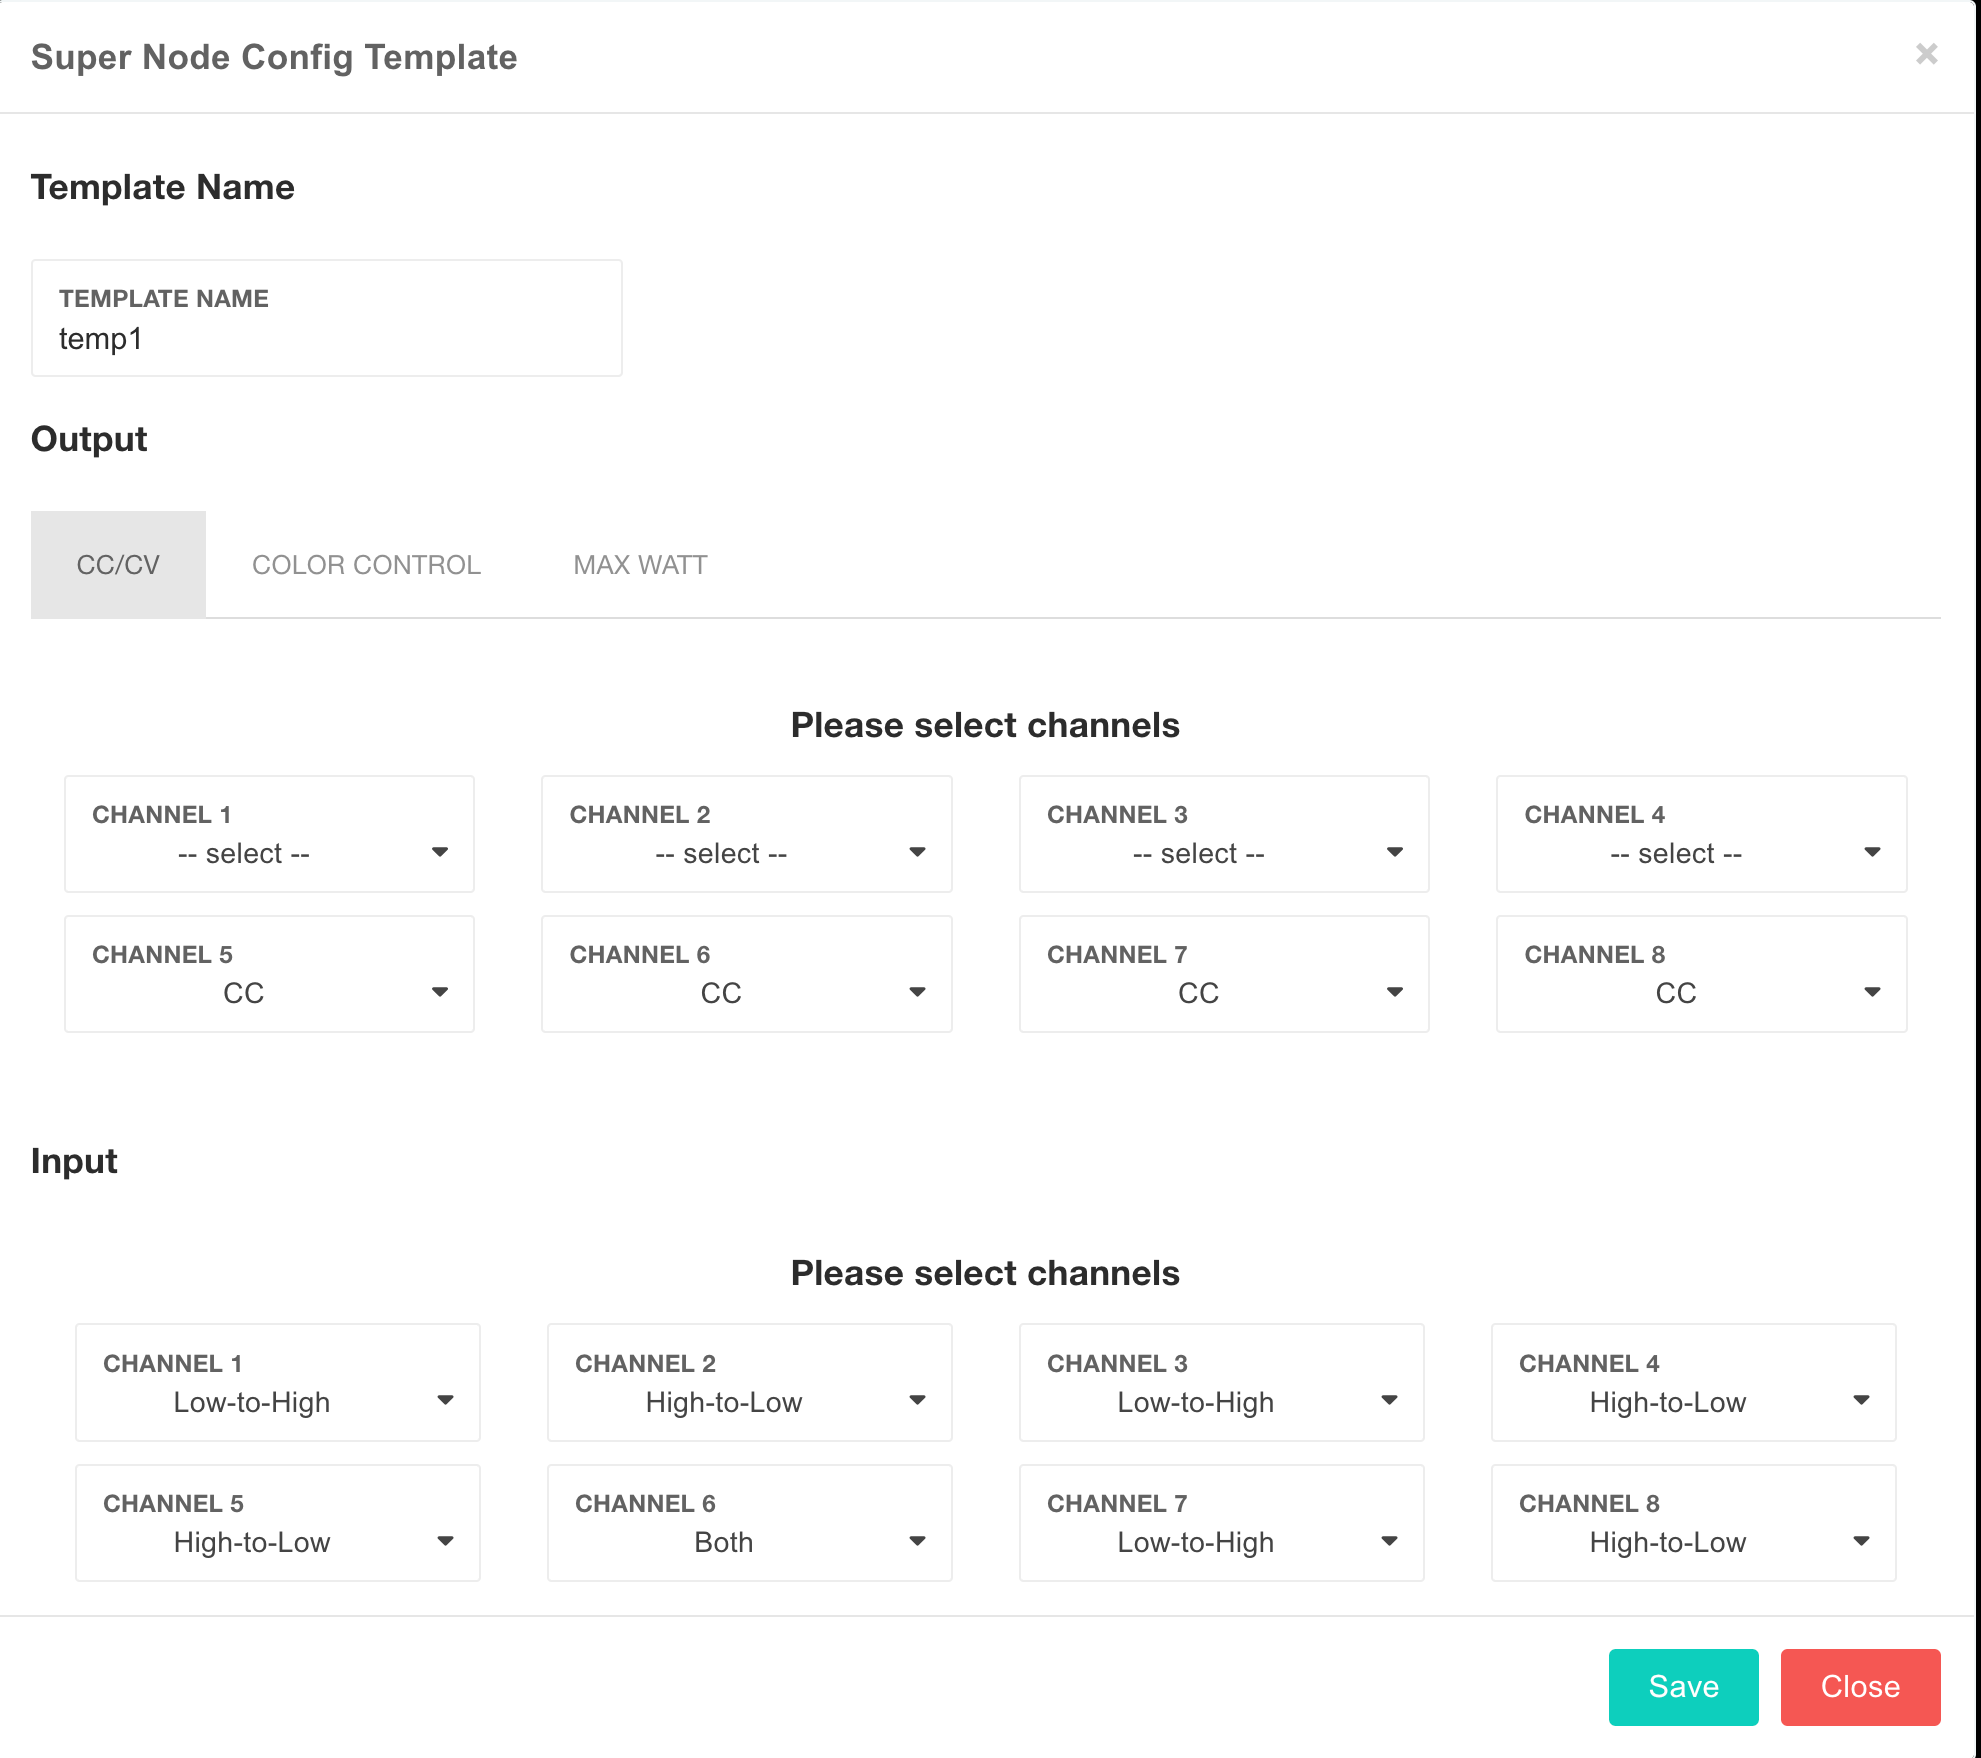 Super Node Config Template ×
Template Name
TEMPLATE NAME
temp1
Output
CC/CV COLOR CONTROL MAX WATT
Please select channels
CHANNEL 1 CHANNEL 2 CHANNEL 3 CHANNEL 4
-- select -- -- select -- -- select -- -- select --
CHANNEL 5 CHANNEL 6 CHANNEL 7 CHANNEL 8
CC CC CC CC
Input
Please select channels
CHANNEL 1 CHANNEL 2 CHANNEL 3 CHANNEL 4
Low-to-High High-to-Low Low-to-High High-to-Low
CHANNEL 5 CHANNEL 6 CHANNEL 7 CHANNEL 8
High-to-Low Both Low-to-High High-to-Low
Save Close